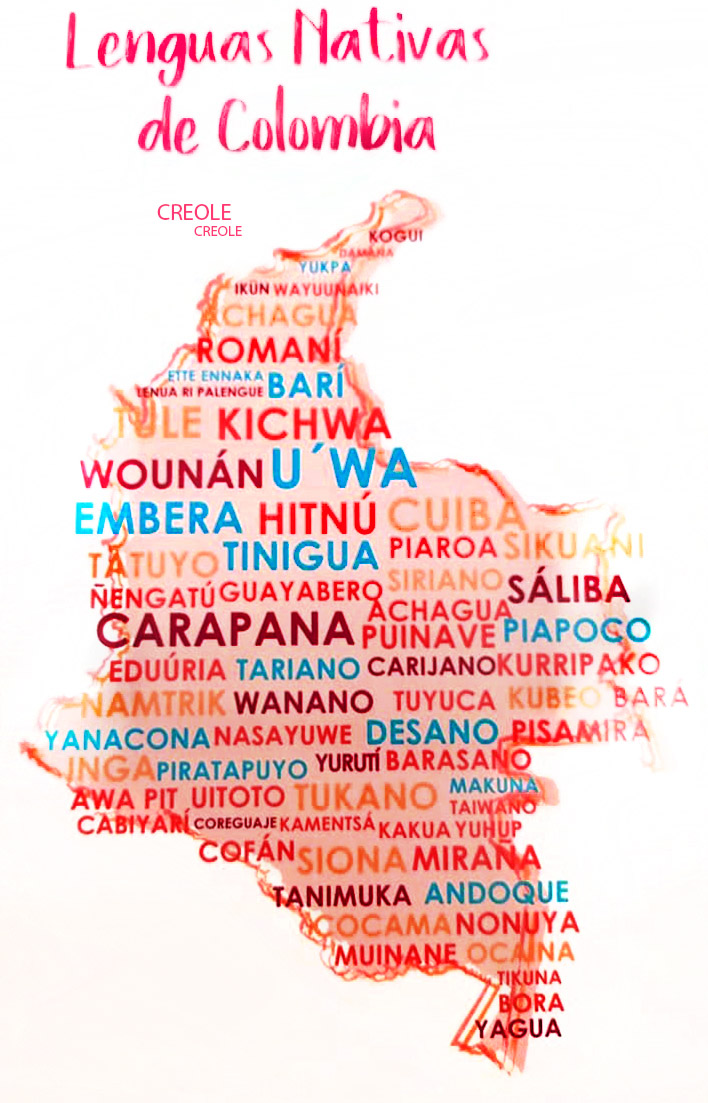 Lenguas Nativas
de Colombia
CREOLE
CREOLE
KOGUI
DAMANA
YUKPA
IKÜN WAYUUNAIKI
ACHAGUA
ROMANÍ
ETTE ENNAKA BARÍ
LENUA RI PALENGUE
TULE KICHWA
WOUNÁN U´WA
EMBERA HITNÚ CUIBA
TATUYO TINIGUA PIAROA SIKUANI
ÑENGATÚ GUAYABERO SIRIANO SÁLIBA
CARAPANA ACHAGUA
PUINAVE PIAPOCO
EDUÚRIA TARIANO CARIJANO KURRIPAKO
NAMTRIK WANANO TUYUCA KUBEO BARÁ
YANACONA NASAYUWE DESANO PISAMIRA
INGA PIRATAPUYO YURUTÍ BARASANO
AWA PIT UITOTO TUKANO MAKUNA
TAIWANO
CABIYARÍ COREGUAJE KAMENTSÁ KAKUA YUHUP
COFÁN SIONA MIRAÑA
TANIMUKA ANDOQUE
COCAMA NONUYA
MUINANE OCAINA
TIKUNA
BORA
YAGUA